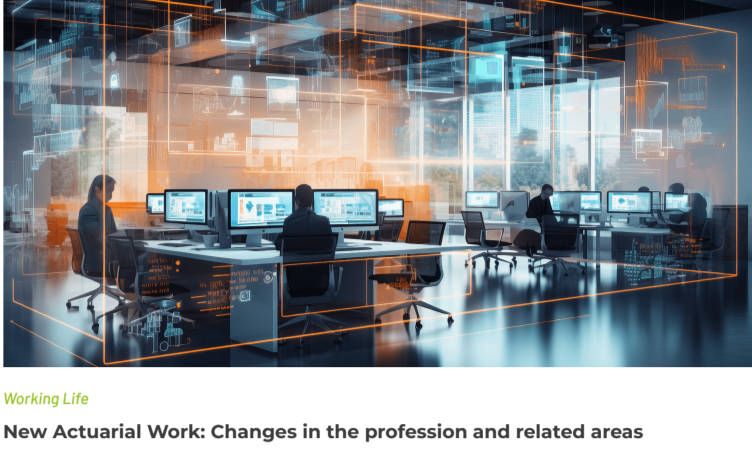 Working Life
New Actuarial Work: Changes in the profession and related areas